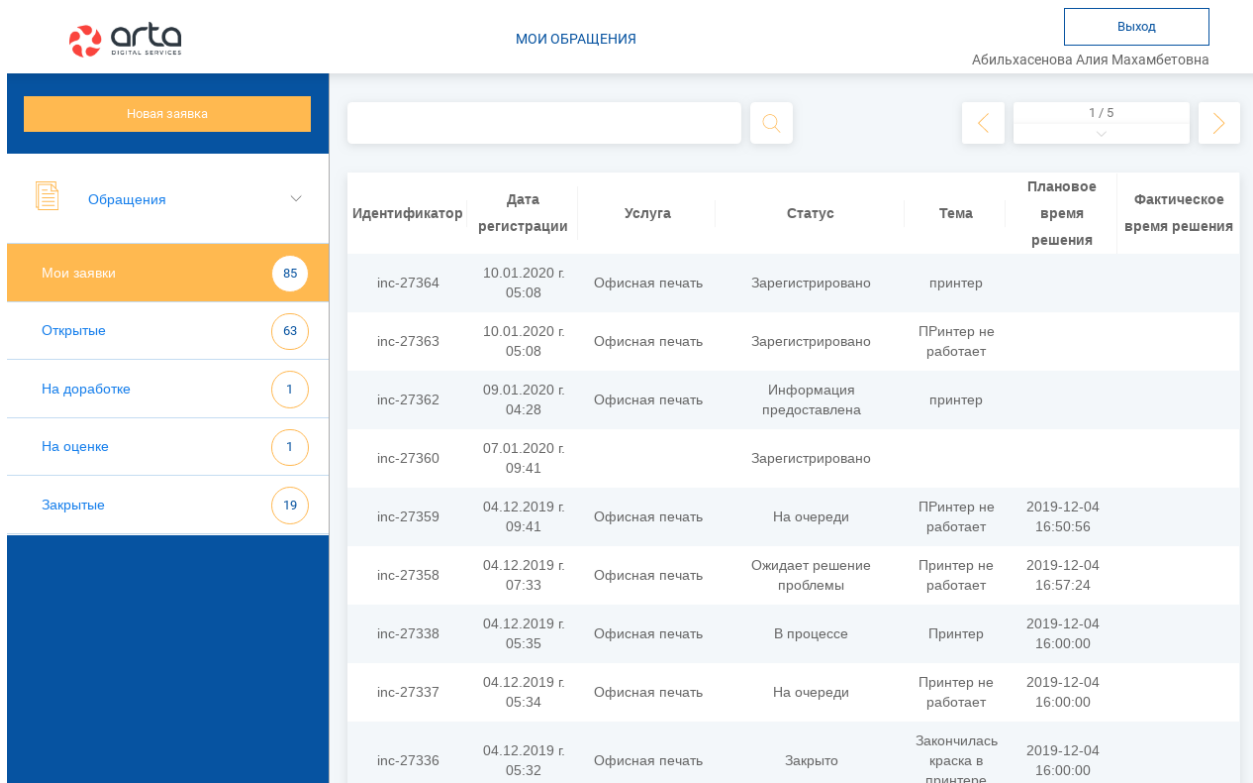 arta
DIGITAL SERVICES
МОИ ОБРАЩЕНИЯ
Выход
Абильхасенова Алия Махамбетовна
Новая заявка
Обращения
Мои заявки 85
Открытые 63
На доработке 1
На оценке 1
Закрытые 19
1 / 5
Идентификатор
Дата
регистрации
Услуга
Статус
Тема
Плановое
время
решения
Фактическое
время решения
inc-27364
10.01.2020 г.
05:08
Офисная печать
Зарегистрировано
принтер
inc-27363
10.01.2020 г.
05:08
Офисная печать
Зарегистрировано
ПРинтер не
работает
inc-27362
09.01.2020 г.
04:28
Офисная печать
Информация
предоставлена
принтер
inc-27360
07.01.2020 г.
09:41
Зарегистрировано
inc-27359
04.12.2019 г.
09:41
Офисная печать
На очереди
ПРинтер не
работает
2019-12-04
16:50:56
inc-27358
04.12.2019 г.
07:33
Офисная печать
Ожидает решение
проблемы
Принтер не
работает
2019-12-04
16:57:24
inc-27338
04.12.2019 г.
05:35
Офисная печать
В процессе
Принтер
2019-12-04
16:00:00
inc-27337
04.12.2019 г.
05:34
Офисная печать
На очереди
Принтер не
работает
2019-12-04
16:00:00
inc-27336
04.12.2019 г.
05:32
Офисная печать
Закрыто
Закончилась
краска в
принтере
2019-12-04
16:00:00